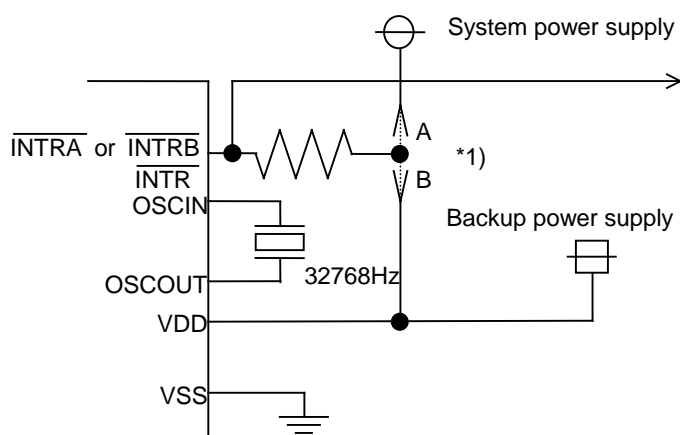 System power supply
A
INTRA or INTRB
*1)
INTR
B
OSCIN
Backup power supply
OSCOUT
32768Hz
VDD
VSS